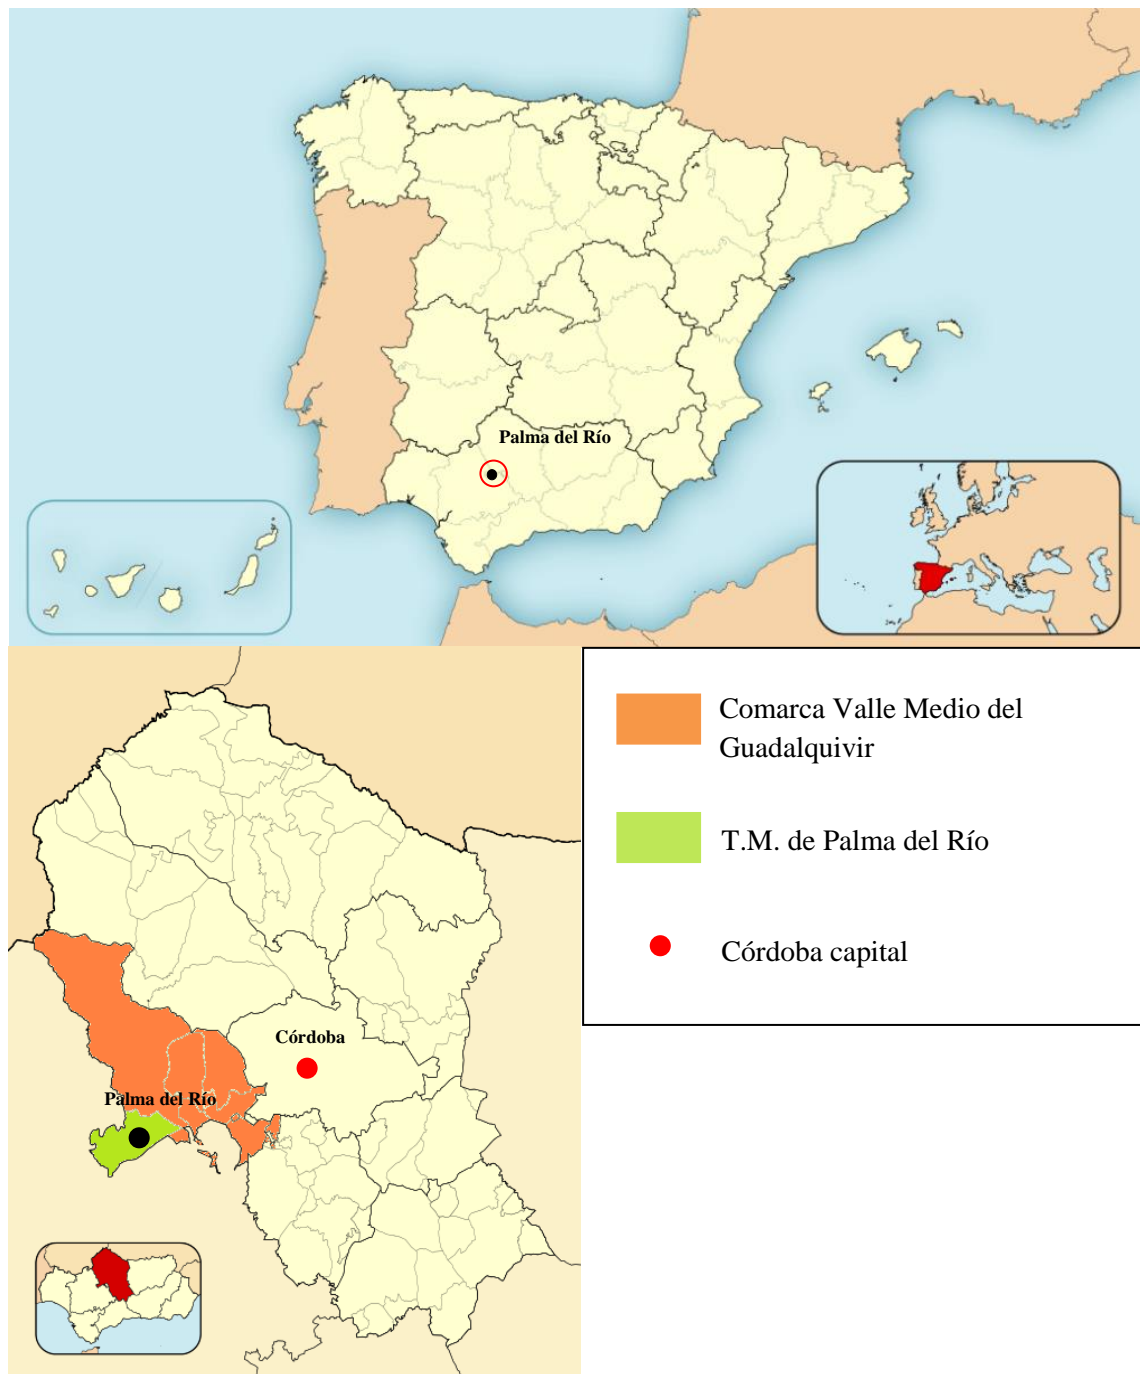 Palma del Río
Comarca Valle Medio del
Guadalquivir
T.M. de Palma del Río
Córdoba capital
Córdoba
Palma del Río